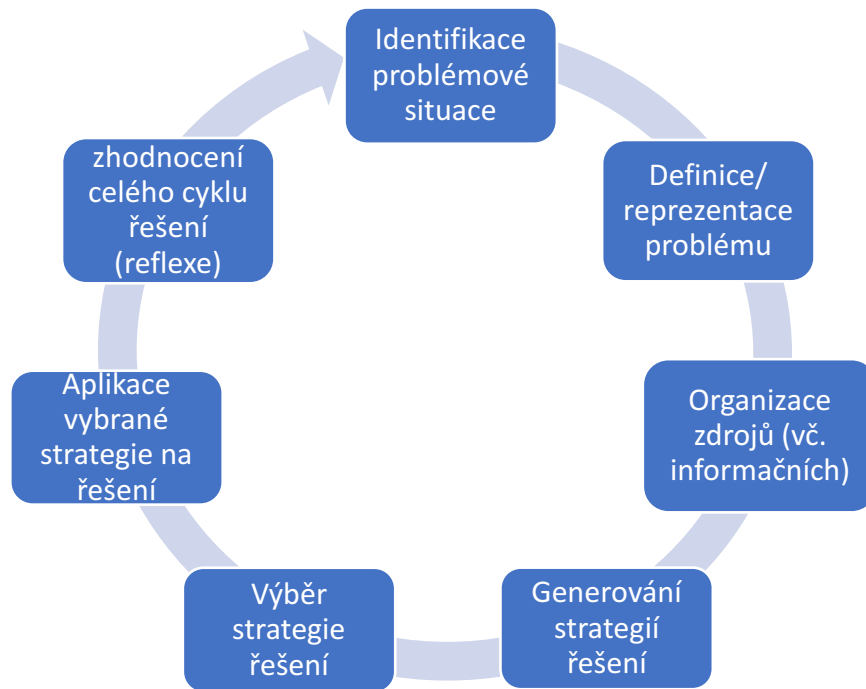 Identifikace
problémové
situace
Definice/
reprezentace
problému
Organizace
zdrojů (vč.
informačních)
Generování
strategií
řešení
Výběr
strategie
řešení
Aplikace
vybrané
strategie na
řešení
zhodnocení
celého cyklu
řešení
(reflexe)